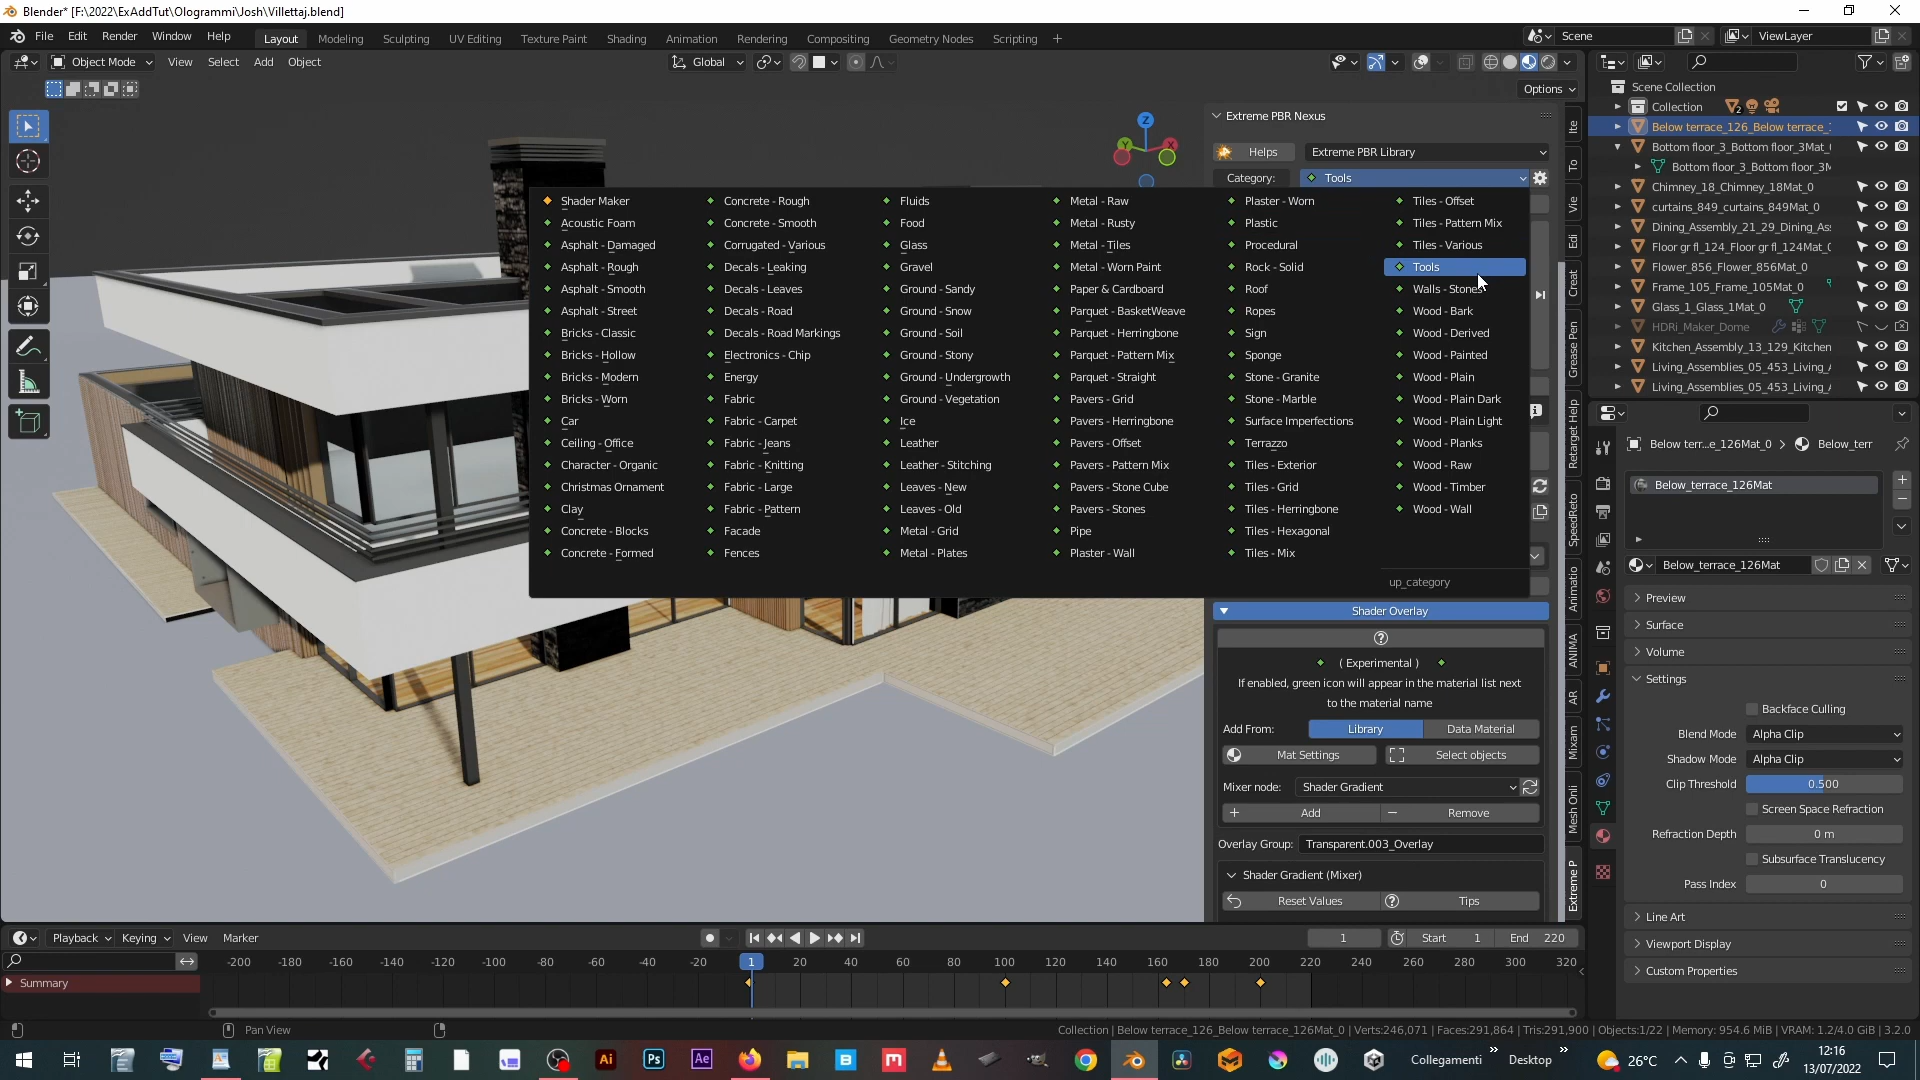 Blender* [F:\2022\ExAddTut\Ologrammi\Josh\Villettaj.blend]
File Edit Render Window Help Layout Modeling Sculpting UV Editing Texture Paint Shading Animation Rendering Compositing Geometry Nodes Scripting + Scene ViewLayer
Object Mode View Select Add Object Global
Options
Extreme PBR Nexus
Helps Extreme PBR Library
Category: Tools
Shader Maker
Acoustic Foam
Asphalt - Damaged
Asphalt - Rough
Asphalt - Smooth
Asphalt - Street
Bricks - Classic
Bricks - Hollow
Bricks - Modern
Bricks - Worn
Car
Ceiling - Office
Character - Organic
Christmas Ornament
Clay
Concrete - Blocks
Concrete - Formed
Concrete - Rough
Concrete - Smooth
Corrugated - Various
Decals - Leaking
Decals - Leaves
Decals - Road
Decals - Road Markings
Electronics - Chip
Energy
Fabric
Fabric - Carpet
Fabric - Jeans
Fabric - Knitting
Fabric - Large
Fabric - Pattern
Facade
Fences
Fluids
Food
Glass
Gravel
Ground - Sandy
Ground - Snow
Ground - Soil
Ground - Stony
Ground - Undergrowth
Ground - Vegetation
Ice
Leather
Leather - Stitching
Leaves - New
Leaves - Old
Metal - Grid
Metal - Plates
Metal - Raw
Metal - Rusty
Metal - Tiles
Metal - Worn Paint
Paper & Cardboard
Parquet - BasketWeave
Parquet - Herringbone
Parquet - Pattern Mix
Parquet - Straight
Pavers - Grid
Pavers - Herringbone
Pavers - Offset
Pavers - Pattern Mix
Pavers - Stone Cube
Pavers - Stones
Pipe
Plaster - Wall
Plaster - Worn
Plastic
Procedural
Rock - Solid
Roof
Ropes
Sign
Sponge
Stone - Granite
Stone - Marble
Surface Imperfections
Terrazzo
Tiles - Exterior
Tiles - Grid
Tiles - Herringbone
Tiles - Hexagonal
Tiles - Mix
Tiles - Offset
Tiles - Pattern Mix
Tiles - Various
Tools
Walls - Stones
Wood - Bark
Wood - Derived
Wood - Painted
Wood - Plain
Wood - Plain Dark
Wood - Plain Light
Wood - Planks
Wood - Raw
Wood - Timber
Wood - Wall
up_category
Shader Overlay
( Experimental )
If enabled, green icon will appear in the material list next
to the material name
Add From: Library Data Material
Mat Settings Select objects
Mixer node: Shader Gradient
+ Add − Remove
Overlay Group: Transparent.003_Overlay
Shader Gradient (Mixer)
Reset Values Tips
Ite
To
Vie
Edi
Creat
Grease Pen
Retarget Help
SpeedReto
Animatio
ANIMA
AR
Mixam
Mesh Onli
Extreme P
Scene Collection
Collection 2
Below terrace_126_Below terrace_
Bottom floor_3_Bottom floor_3Mat_
Bottom floor_3_Bottom floor_3M
Chimney_18_Chimney_18Mat_0
curtains_849_curtains_849Mat_0
Dining_Assembly_21_29_Dining_As
Floor gr fl_124_Floor gr fl_124Mat_
Flower_856_Flower_856Mat_0
Frame_105_Frame_105Mat_0
Glass_1_Glass_1Mat_0
HDRi_Maker_Dome
Kitchen_Assembly_13_129_Kitchen
Living_Assemblies_05_453_Living_
Living_Assemblies_05_453_Living_
Below terr...e_126Mat_0 > Below_terr
Below_terrace_126Mat
Below_terrace_126Mat
Preview
Surface
Volume
Settings
Backface Culling
Blend Mode Alpha Clip
Shadow Mode Alpha Clip
Clip Threshold 0.500
Screen Space Refraction
Refraction Depth 0 m
Subsurface Translucency
Pass Index 0
Line Art
Viewport Display
Custom Properties
Playback Keying View Marker 1 Start 1 End 220
-200 -180 -160 -140 -120 -100 -80 -60 -40 -20 1 20 40 60 80 100 120 140 160 180 200 220 240 260 280 300 320
Summary
Pan View Collection | Below terrace_126_Below terrace_126Mat_0 | Verts:246,071 | Faces:291,864 | Tris:291,900 | Objects:1/22 | Memory: 954.6 MiB | VRAM: 1.2/4.0 GiB | 3.2.0
Ai Ps Ae B Collegamenti » Desktop » 26°C 12:16
13/07/2022